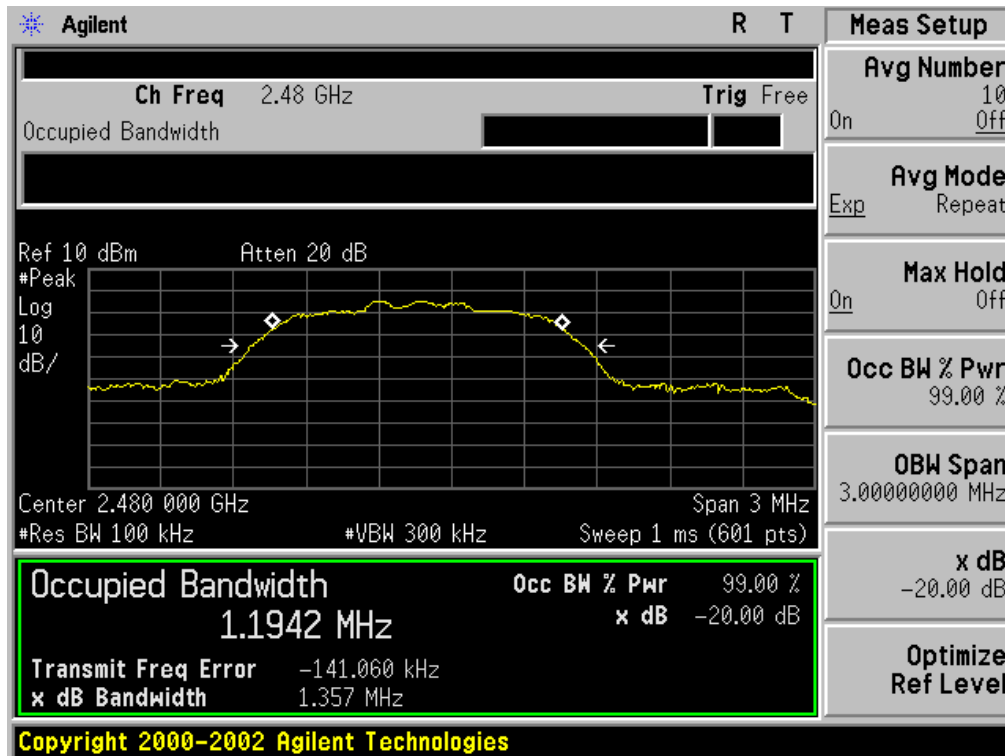 Agilent R T
Meas Setup
Ch Freq 2.48 GHz Trig Free
Occupied Bandwidth
Ref 10 dBm Atten 20 dB
#Peak
Log
10
dB/
Center 2.480 000 GHz Span 3 MHz
#Res BW 100 kHz #VBW 300 kHz Sweep 1 ms (601 pts)
Occupied Bandwidth
1.1942 MHz
Occ BW % Pwr 99.00 %
x dB -20.00 dB
Transmit Freq Error -141.060 kHz
x dB Bandwidth 1.357 MHz
Avg Number
10
On Off
Avg Mode
Exp Repeat
Max Hold
On Off
Occ BW % Pwr
99.00 %
OBW Span
3.00000000 MHz
x dB
-20.00 dB
Optimize
Ref Level
Copyright 2000-2002 Agilent Technologies